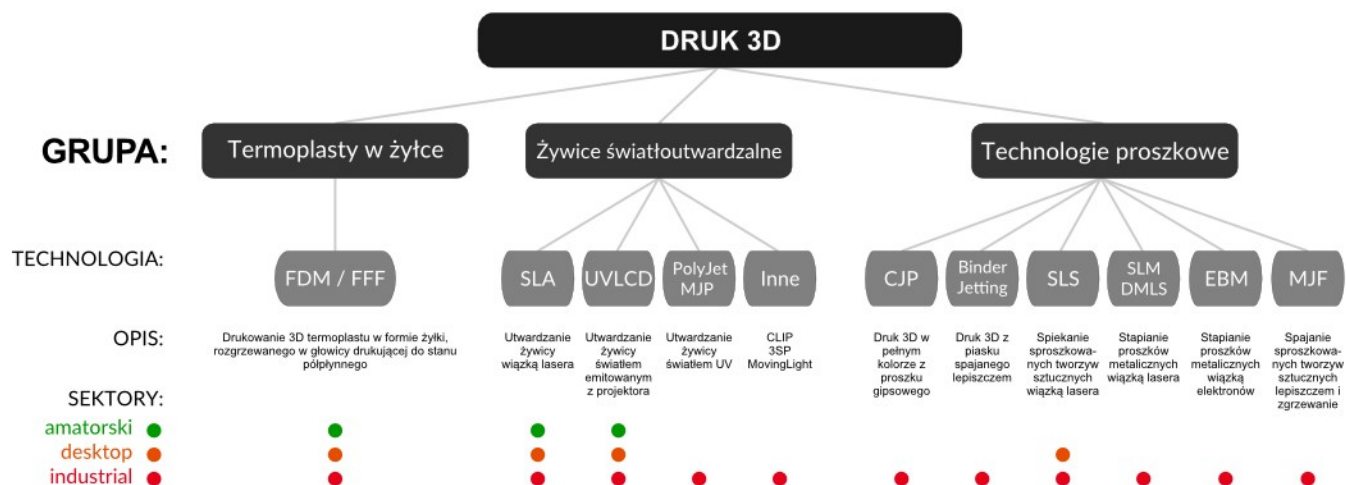 DRUK 3D
GRUPA:
Termoplasty w żyłce
Żywice światłoutwardzalne
Technologie proszkowe
TECHNOLOGIA:
FDM / FFF
SLA
UVLCD
PolyJet
MJP
Inne
CJP
Binder
Jetting
SLS
SLM
DMLS
EBM
MJF
OPIS:
Drukowanie 3D termoplastu w formie żyłki,
rozgrzewanego w głowicy drukującej do stanu
półpłynnego
Utwardzanie
żywicy
wiązką lasera
Utwardzanie
żywicy
światłem
emitowanym
z projektora
Utwardzanie
żywicy
światłem UV
CLIP
3SP
MovingLight
Druk 3D w
pełnym
kolorze z
proszku
gipsowego
Druk 3D z
piasku
spajanego
lepiszczem
Spiekanie
sproszkowa-
nych tworzyw
sztucznych
wiązką lasera
Stapianie
proszków
metalicznych
wiązką lasera
Stapianie
proszków
metalicznych
wiązką
elektronów
Spajanie
sproszkowa-
nych tworzyw
sztucznych
lepiszczem i
zgrzewanie
SEKTORY:
amatorski
desktop
industrial